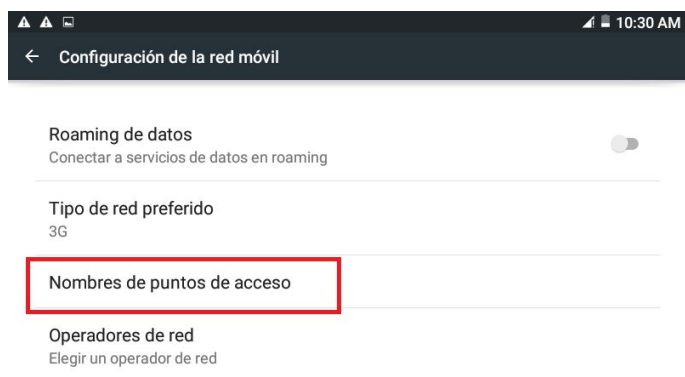 10:30 AM
Configuración de la red móvil
Roaming de datos
Conectar a servicios de datos en roaming
Tipo de red preferido
3G
Nombres de puntos de acceso
Operadores de red
Elegir un operador de red